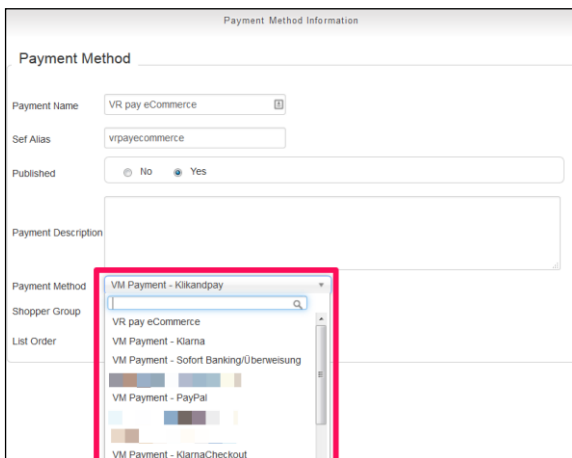 Payment Method Information
Payment Method
Payment Name VR pay eCommerce
Sef Alias vrpayecommerce
Published No Yes
Payment Description
Payment Method VM Payment - Klikandpay
Shopper Group
VR pay eCommerce
List Order
VM Payment - Klarna
VM Payment - Sofort Banking/Überweisung
VM Payment - PayPal
VM Payment - KlarnaCheckout